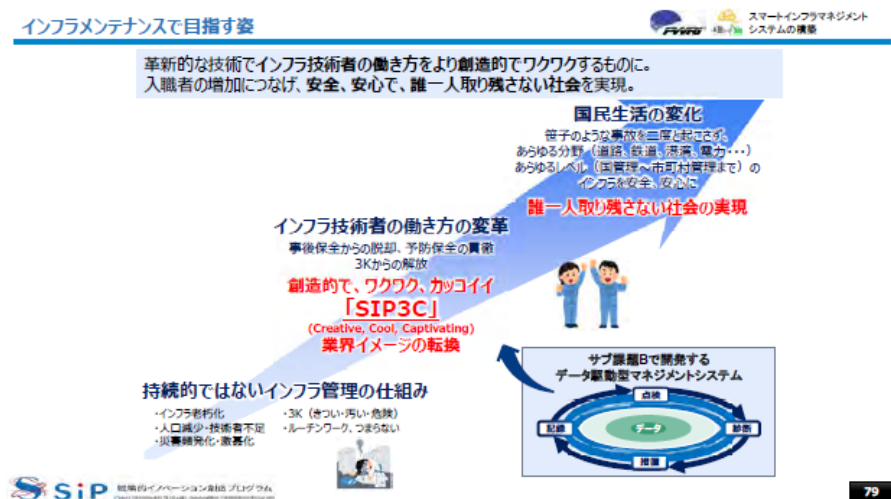 インフラメンテナンスで目指す姿
スマートインフラマネジメント
システムの構築
革新的な技術でインフラ技術者の働き方をより創造的でワクワクするものに。
入職者の増加につなげ、安全、安心で、誰一人取り残さない社会を実現。
国民生活の変化
笹子のような事故を二度と起こさず、
あらゆる分野（道路、鉄道、港湾、電力・・・）
あらゆるレベル（国管理～市町村管理まで）の
インフラを安全、安心に
誰一人取り残さない社会の実現
インフラ技術者の働き方の変革
事後保全からの脱却、予防保全の貫徹
3Kからの解放
創造的で、ワクワク、カッコイイ
「SIP3C」
(Creative, Cool, Captivating)
業界イメージの転換
サブ課題Bで開発する
データ駆動型マネジメントシステム
点検
記録
データ
診断
措置
持続的ではないインフラ管理の仕組み
・インフラ老朽化
・人口減少・技術者不足
・災害頻発化・激甚化
・3K（きつい・汚い・危険）
・ルーチンワーク、つまらない
SiP
戦略的イノベーション創造プログラム
79